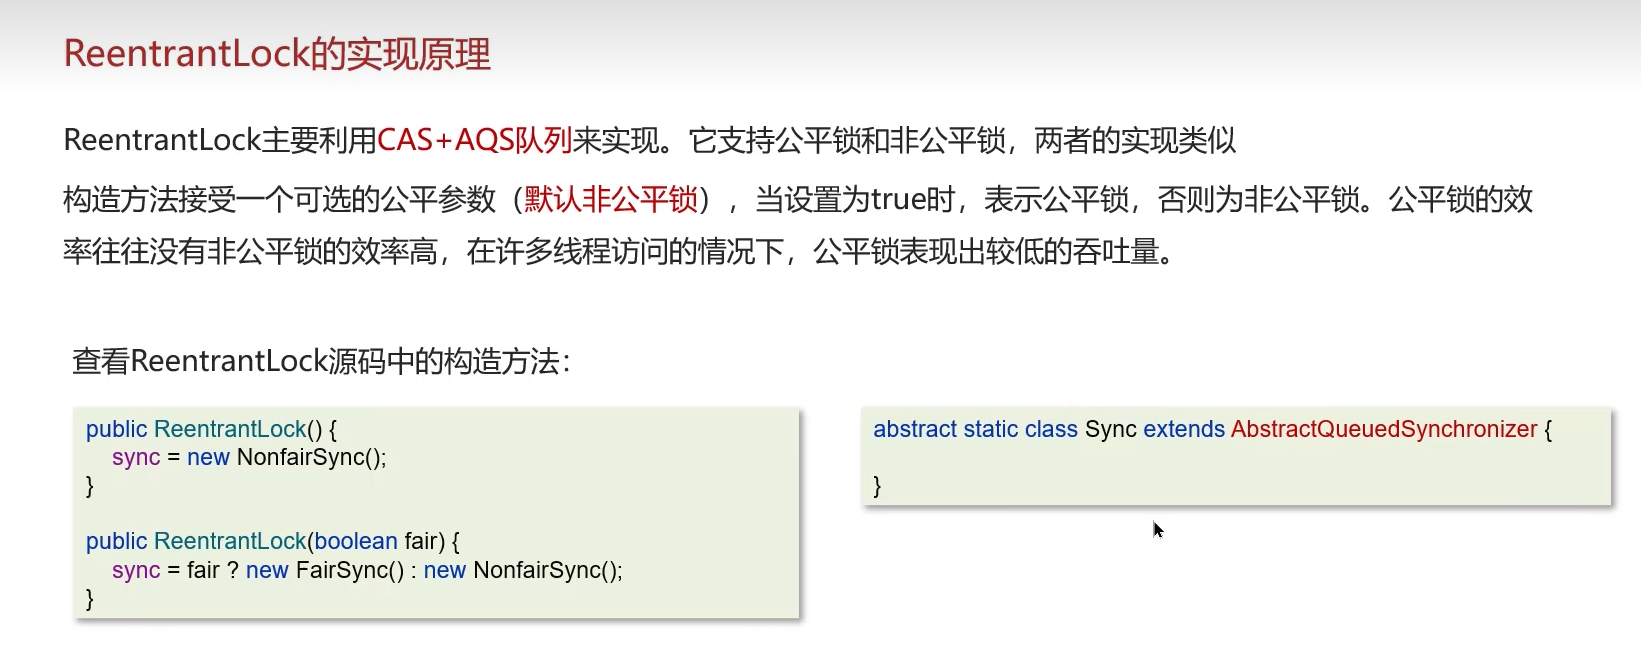 ReentrantLock的实现原理
ReentrantLock主要利用CAS+AQS队列来实现。它支持公平锁和非公平锁，两者的实现类似
构造方法接受一个可选的公平参数（默认非公平锁），当设置为true时，表示公平锁，否则为非公平锁。公平锁的效
率往往没有非公平锁的效率高，在许多线程访问的情况下，公平锁表现出较低的吞吐量。
查看ReentrantLock源码中的构造方法：
public ReentrantLock() {
    sync = new NonfairSync();
}
public ReentrantLock(boolean fair) {
    sync = fair ? new FairSync() : new NonfairSync();
}
abstract static class Sync extends AbstractQueuedSynchronizer {
}